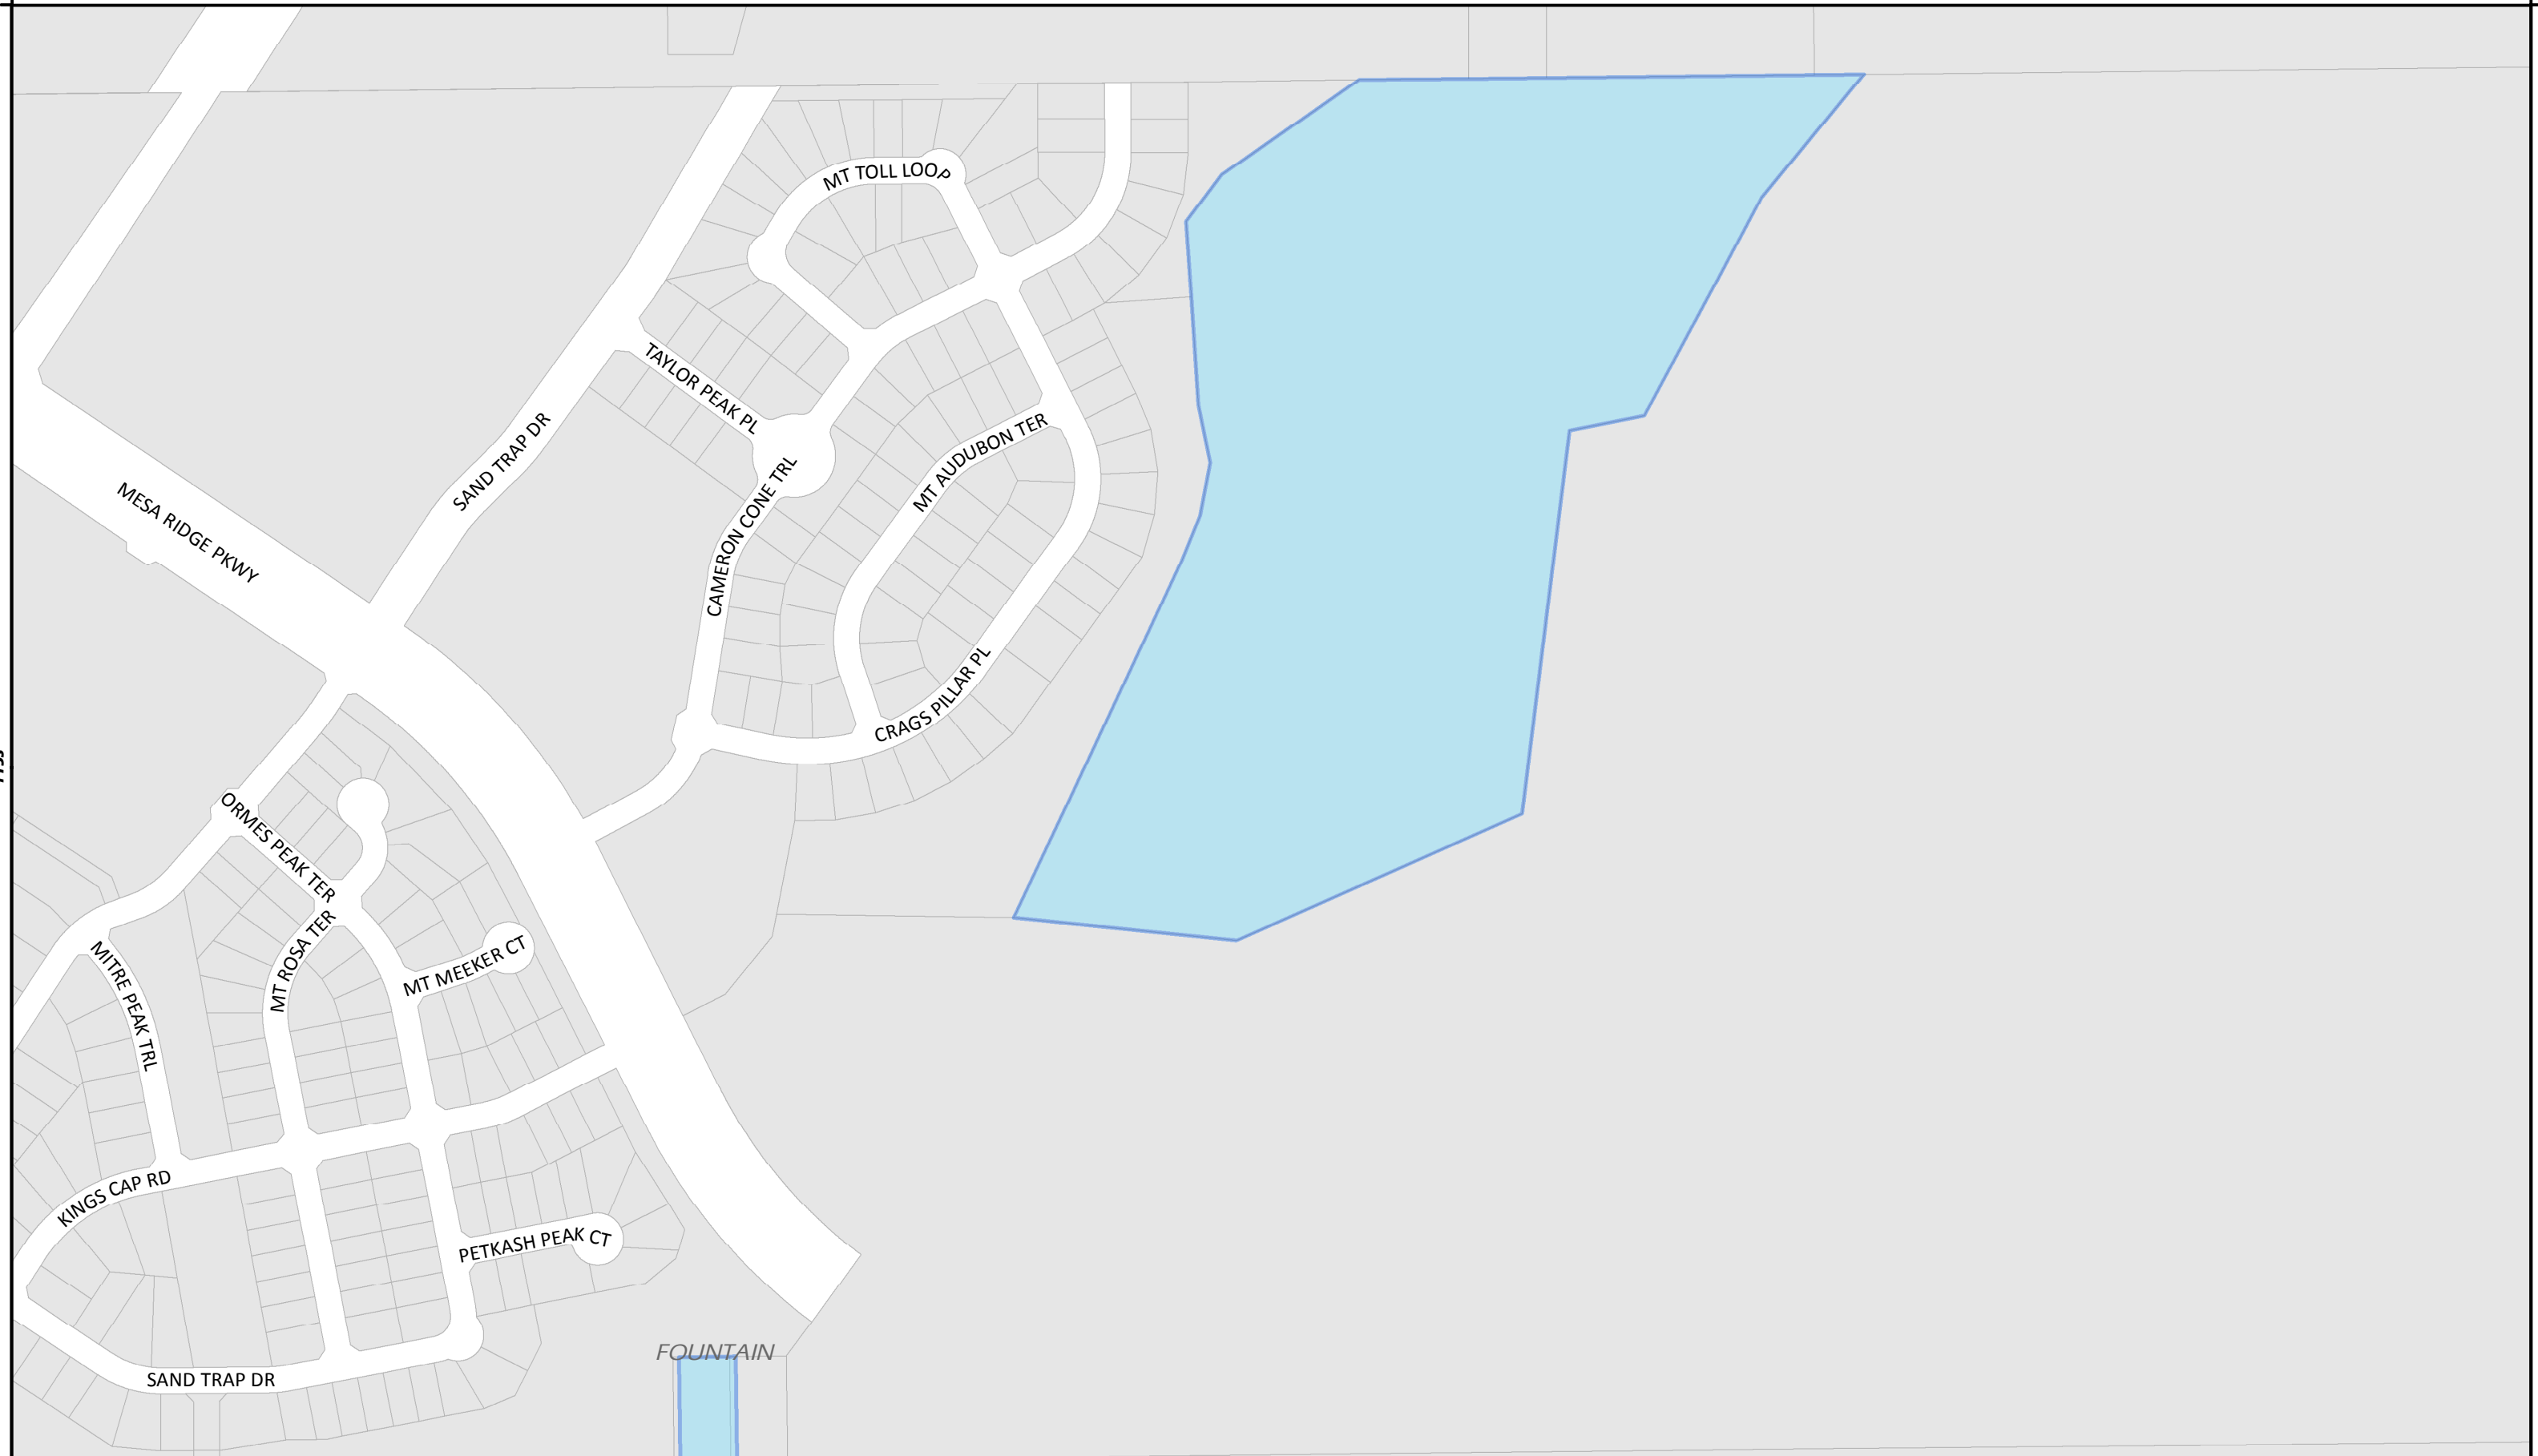 MT TOLL LOOP
TAYLOR PEAK PL
SAND TRAP DR
MT AUDUBON TER
MESA RIDGE PKWY
CAMERON CONE TRL
CRAGS PILLAR PL
ORMES PEAK TER
MT ROSA TER
MT MEEKER CT
MITRE PEAK TRL
KINGS CAP RD
PETKASH PEAK CT
FOUNTAIN
SAND TRAP DR